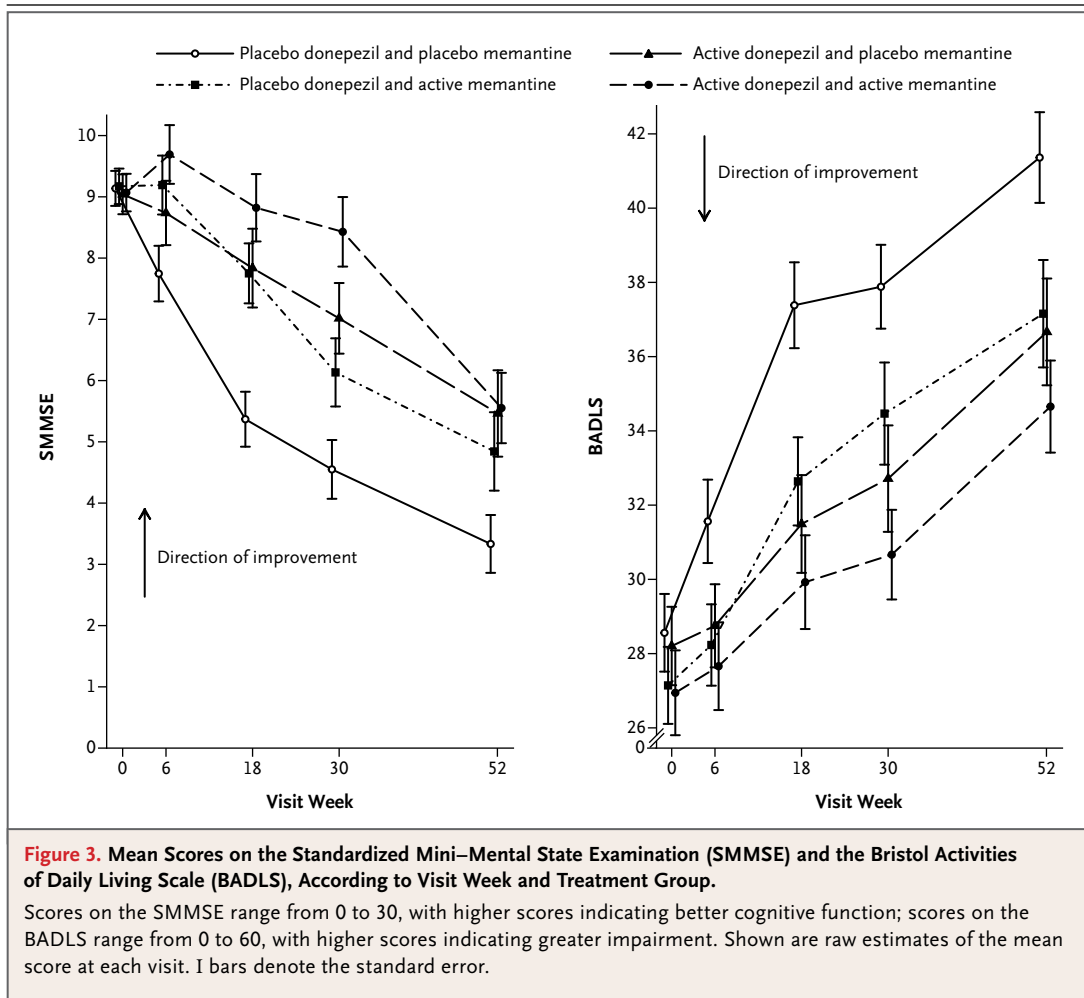 Placebo donepezil and placebo memantine
Active donepezil and placebo memantine
Placebo donepezil and active memantine
Active donepezil and active memantine
10
9
8
7
6
5
4
3
2
1
0
SMMSE
Direction of improvement
0 6 18 30 52
Visit Week
42
40
38
36
34
32
30
28
26
0
BADLS
Direction of improvement
0 6 18 30 52
Visit Week
Figure 3. Mean Scores on the Standardized Mini–Mental State Examination (SMMSE) and the Bristol Activities
of Daily Living Scale (BADLS), According to Visit Week and Treatment Group.
Scores on the SMMSE range from 0 to 30, with higher scores indicating better cognitive function; scores on the
BADLS range from 0 to 60, with higher scores indicating greater impairment. Shown are raw estimates of the mean
score at each visit. I bars denote the standard error.